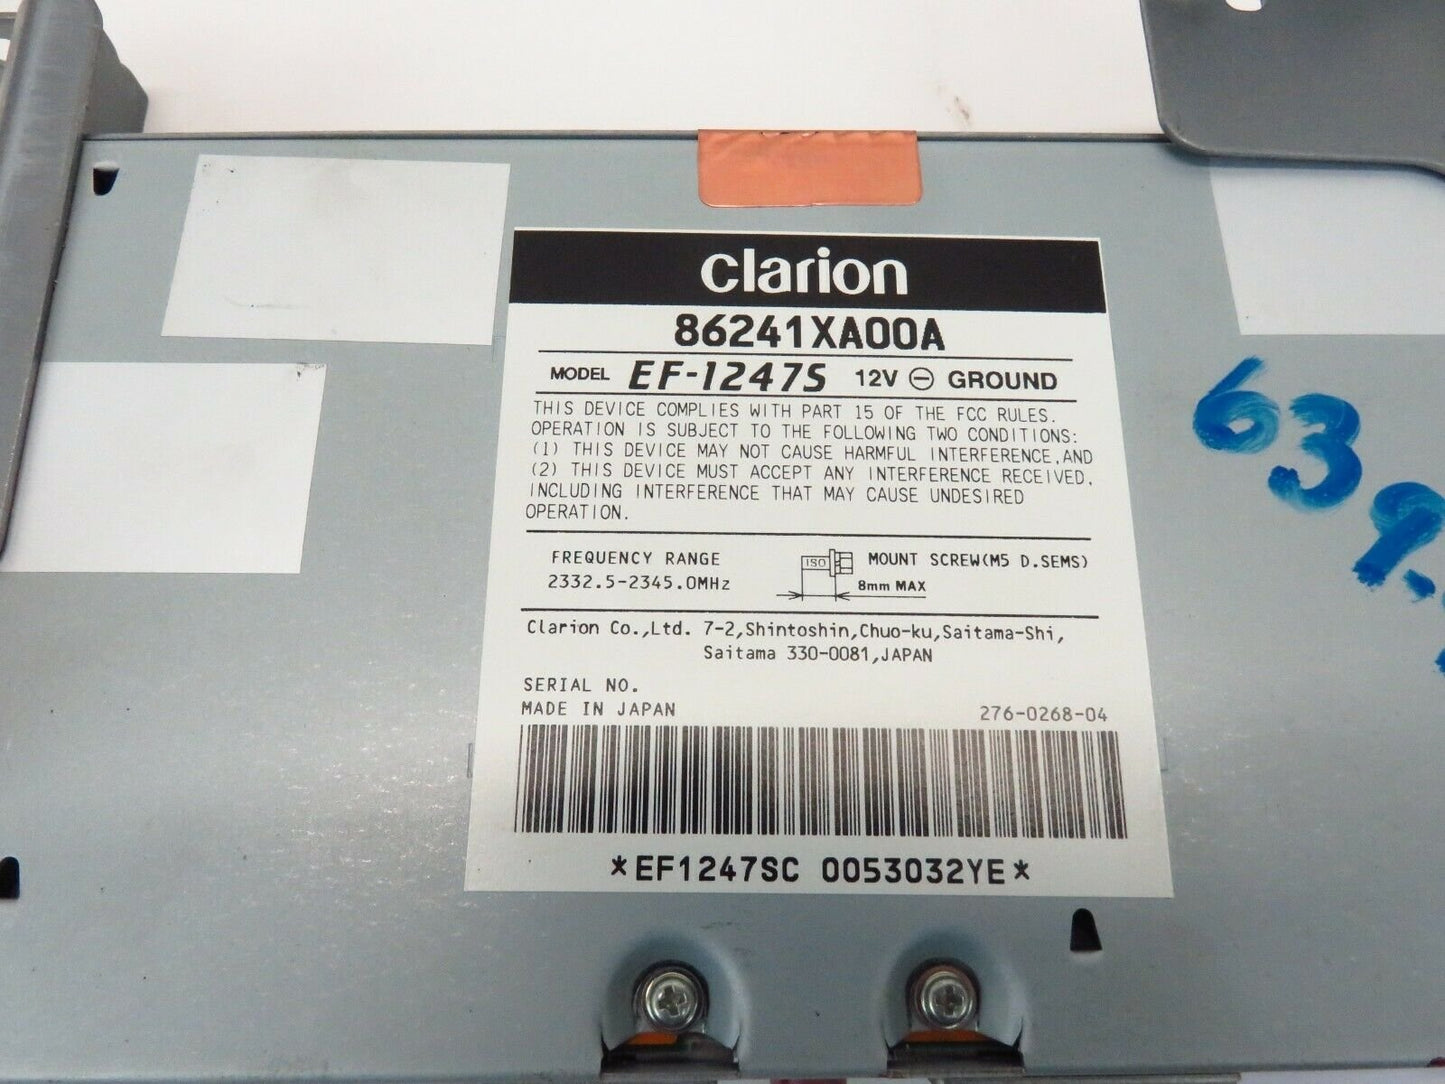 clarion
86241XA00A
MODEL EF-1247S 12V ⊖ GROUND
THIS DEVICE COMPLIES WITH PART 15 OF THE FCC RULES.
OPERATION IS SUBJECT TO THE FOLLOWING TWO CONDITIONS:
(1) THIS DEVICE MAY NOT CAUSE HARMFUL INTERFERENCE,AND
(2) THIS DEVICE MUST ACCEPT ANY INTERFERENCE RECEIVED,
INCLUDING INTERFERENCE THAT MAY CAUSE UNDESIRED
OPERATION.
FREQUENCY RANGE
2332.5-2345.0MHz
ISO
MOUNT SCREW(M5 D.SEMS)
8mm MAX
Clarion Co.,Ltd. 7-2,Shintoshin,Chuo-ku,Saitama-Shi,
Saitama 330-0081,JAPAN
SERIAL NO.
MADE IN JAPAN
276-0268-04
*EF1247SC 0053032YE*
639-